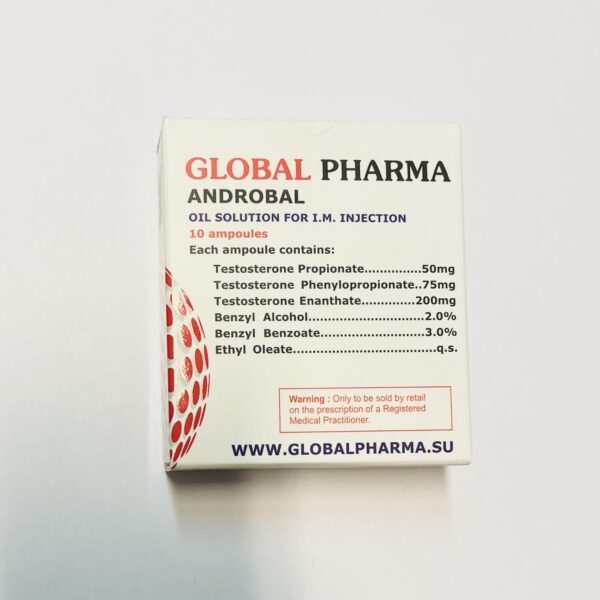 GLOBAL PHARMA
ANDROBAL
OIL SOLUTION FOR I.M. INJECTION
10 ampoules
Each ampoule contains:
Testosterone Propionate...............50mg
Testosterone Phenylopropionate..75mg
Testosterone Enanthate..............200mg
Benzyl Alcohol...............................2.0%
Benzyl Benzoate............................3.0%
Ethyl Oleate......................................q.s.
Warning : Only to be sold by retail
on the prescription of a Registered
Medical Practitioner.
WWW.GLOBALPHARMA.SU